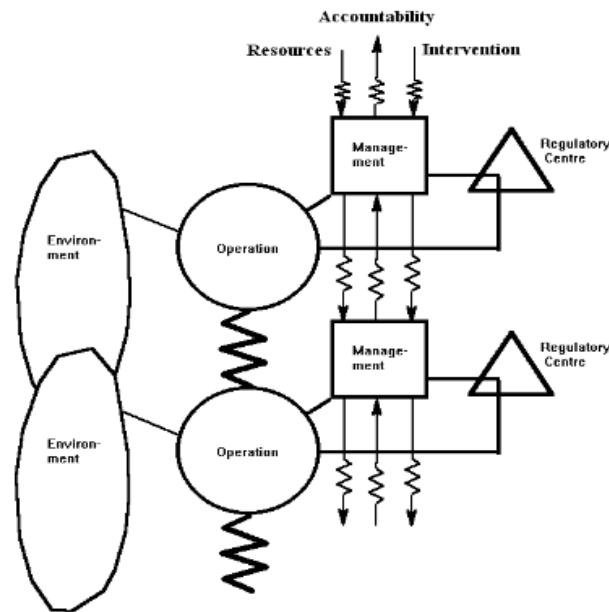 Accountability
Resources
Intervention
Manage-
ment
Regulatory
Centre
Environ-
ment
Operation
Manage-
ment
Regulatory
Centre
Environ-
ment
Operation